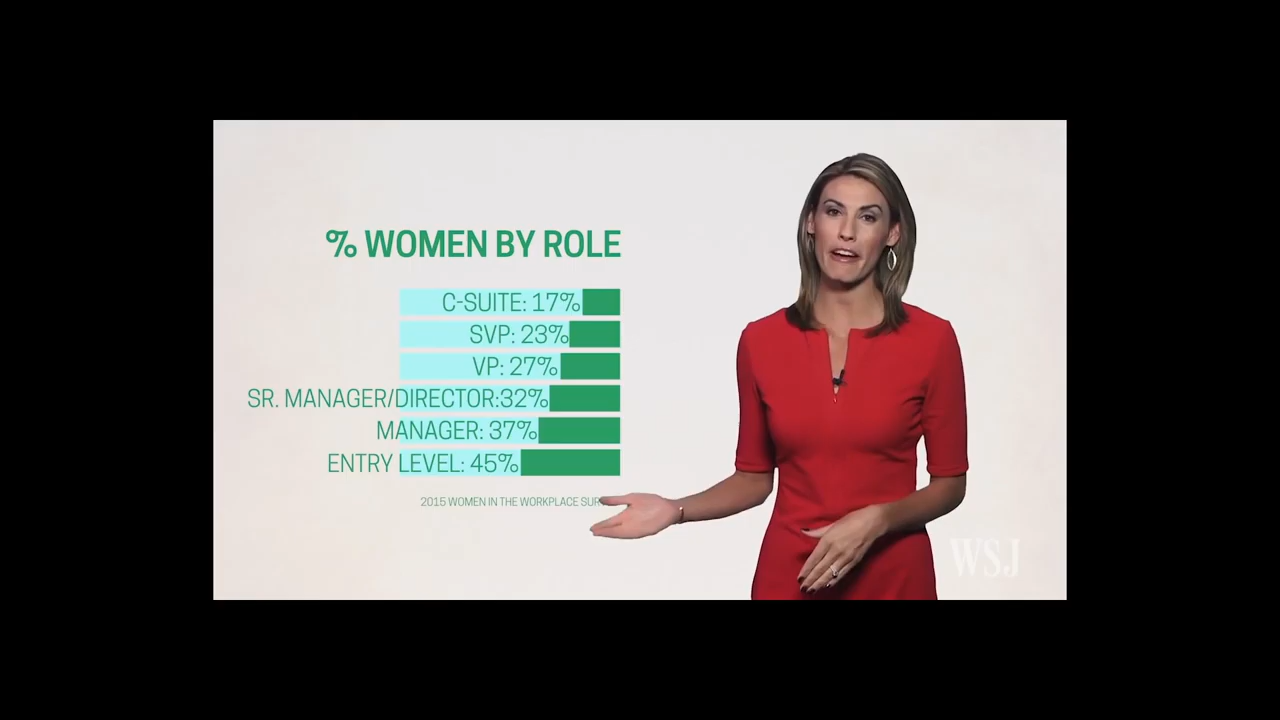 % WOMEN BY ROLE
C-SUITE: 17%
SVP: 23%
VP: 27%
SR. MANAGER/DIRECTOR:32%
MANAGER: 37%
ENTRY LEVEL: 45%
2015 WOMEN IN THE WORKPLACE
WSJ